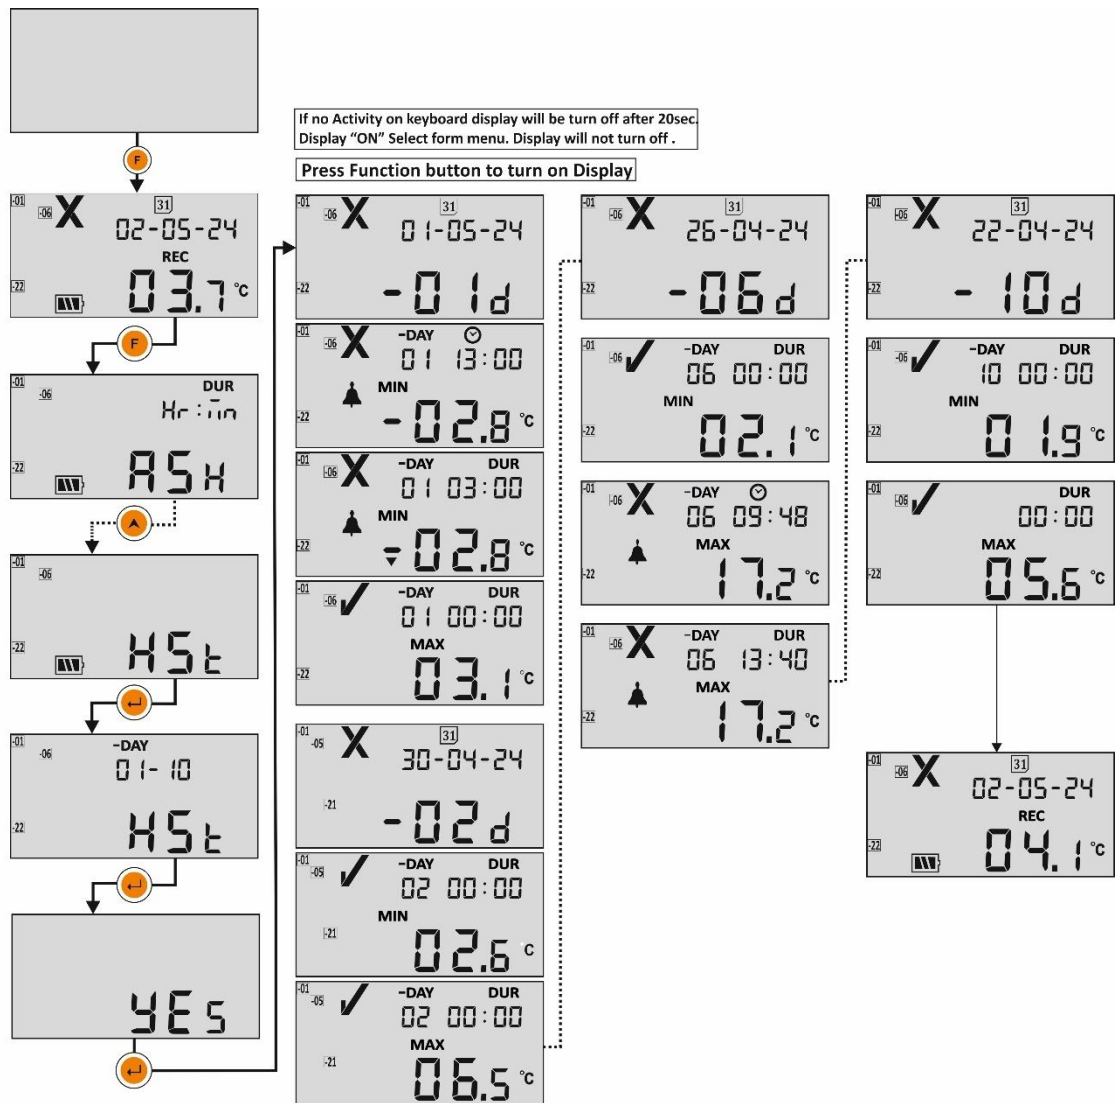 If no Activity on keyboard display will be turn off after 20sec.
Display “ON” Select form menu. Display will not turn off .
Press Function button to turn on Display
F
-01
-06
X
31
02-05-24
REC
-22
03.7 °C
F
-01
-06
DUR
Hr:
-22
ASH
-01
-06
-22
HSt
-01
-06
-DAY
01-10
-22
HSt
YES
-01
-06
X
31
01-05-24
-22
-01d
-01
-06
X
-DAY
01 13:00
MIN
-22
-02.8 °C
-01
-06
X
-DAY DUR
01 03:00
MIN
-22
-02.8 °C
-01
-06
-DAY DUR
01 00:00
MAX
-22
03.1 °C
-01
-05
X
31
30-04-24
-21
-02d
-01
-05
-DAY DUR
02 00:00
MIN
-21
02.6 °C
-01
-05
-DAY DUR
02 00:00
MAX
-21
06.5 °C
-01
-06
X
31
26-04-24
-22
-06d
-01
-06
-DAY DUR
06 00:00
MIN
-22
02.1 °C
-01
-06
X
-DAY
06 09:48
MAX
-22
17.2 °C
-01
-06
X
-DAY DUR
06 13:40
MAX
-22
17.2 °C
-01
-06
X
31
22-04-24
-22
-10d
-01
-06
-DAY DUR
10 00:00
MIN
-22
01.9 °C
-01
-06
DUR
00:00
MAX
-22
05.6 °C
-01
-06
X
31
02-05-24
REC
-22
04.1 °C